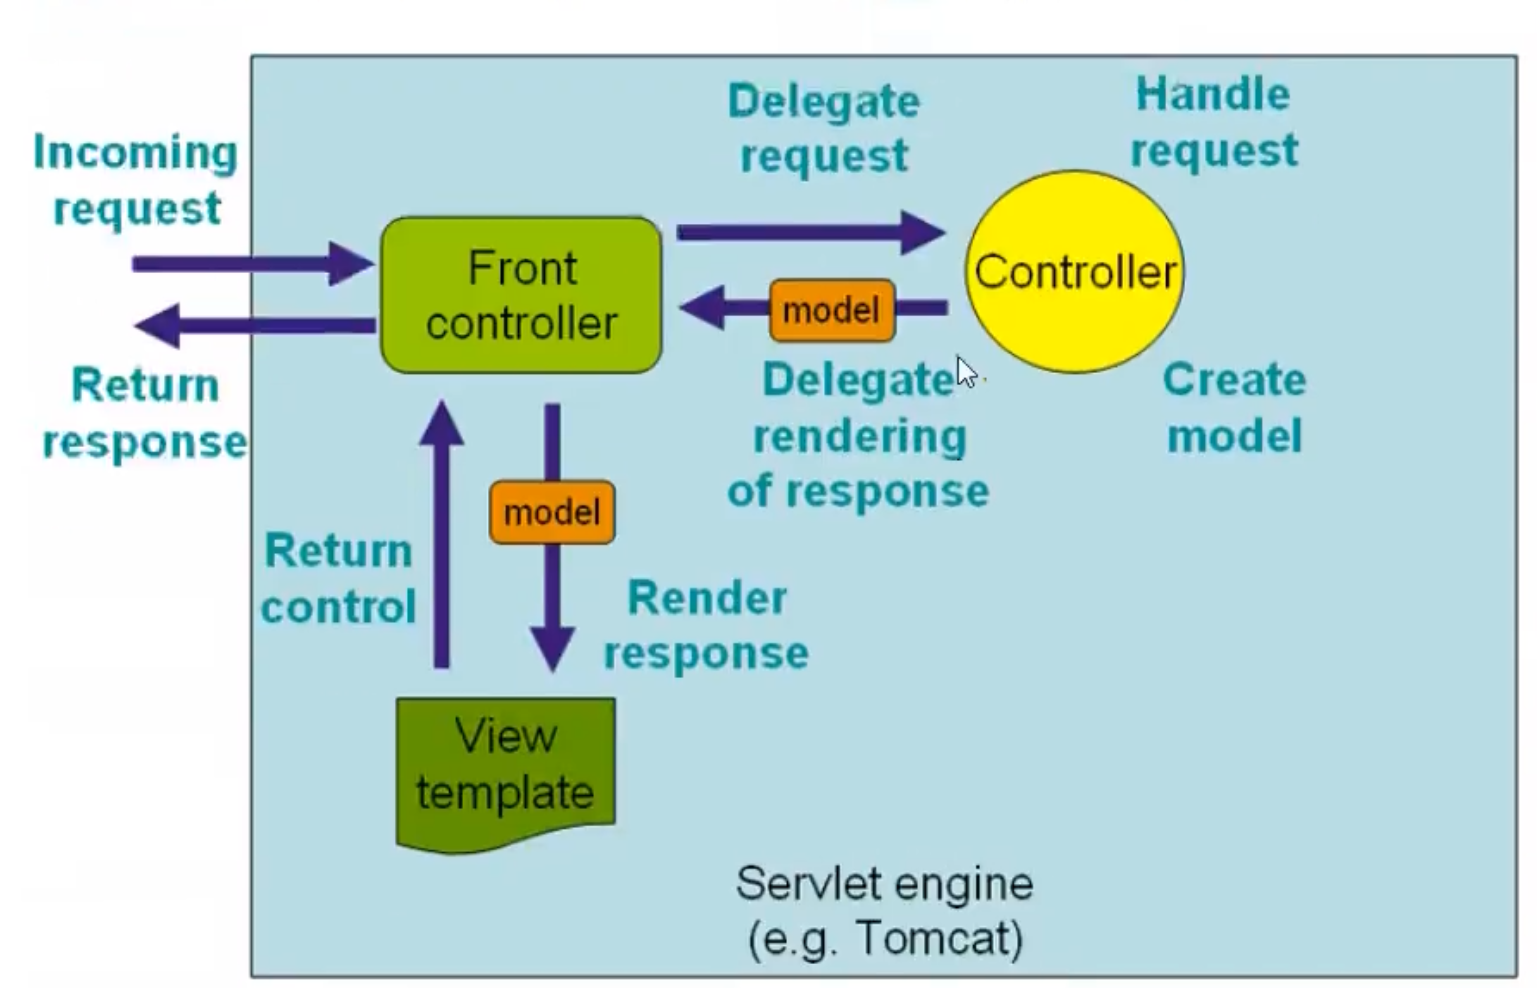 Incoming
request
Return
response
Front
controller
Delegate
request
Handle
request
Controller
model
Delegate
rendering
of response
Create
model
model
Return
control
Render
response
View
template
Servlet engine
(e.g. Tomcat)